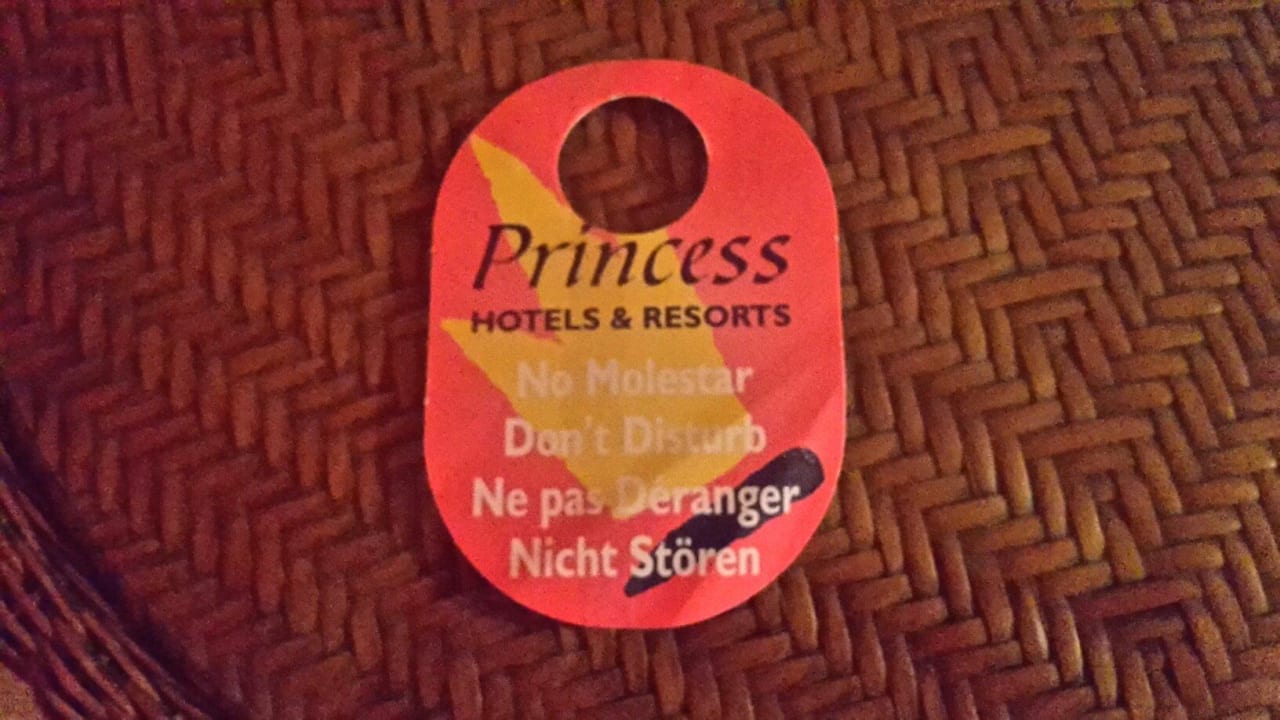 Princess
HOTELS & RESORTS
No Molestar
Don't Disturb
Ne pas Déranger
Nicht Stören